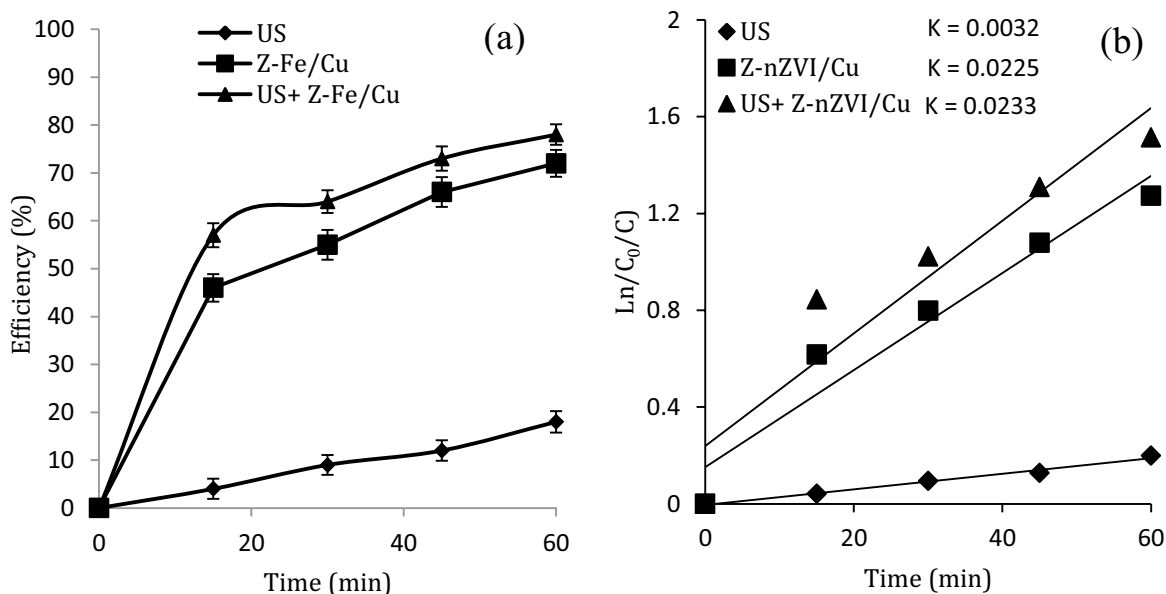 (a)
US
Z-Fe/Cu
US+ Z-Fe/Cu
Efficiency (%)
100
90
80
70
60
50
40
30
20
10
0
0 20 40 60
Time (min)
(b)
US K = 0.0032
Z-nZVI/Cu K = 0.0225
US+ Z-nZVI/Cu K = 0.0233
Ln/C₀/C)
2
1.6
1.2
0.8
0.4
0
0 20 40 60
Time (min)